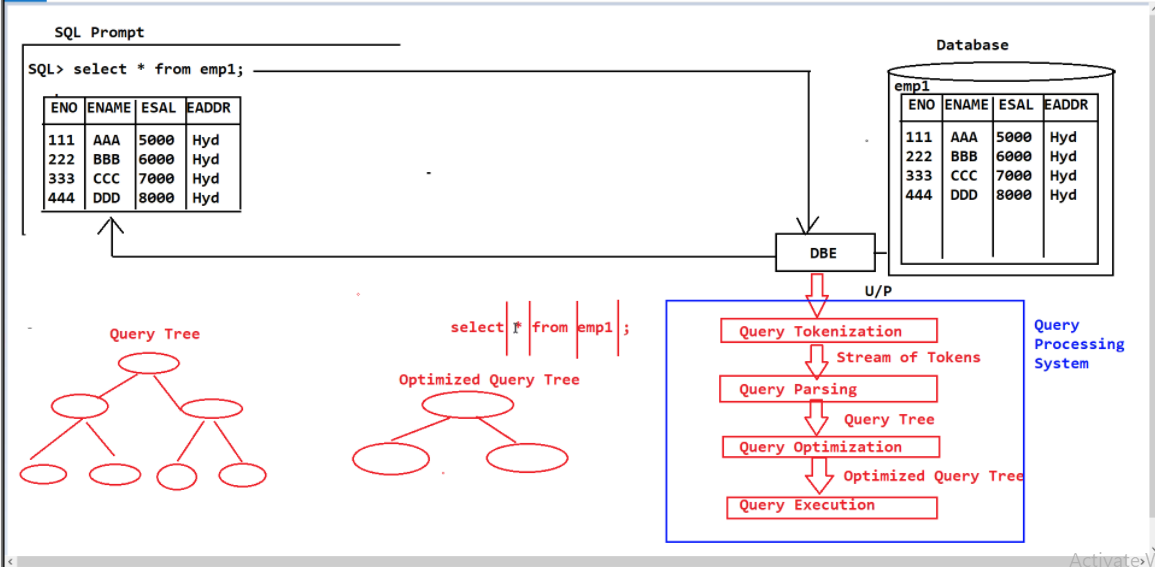 SQL Prompt
SQL> select * from emp1;
ENO ENAME ESAL EADDR
111 AAA 5000 Hyd
222 BBB 6000 Hyd
333 CCC 7000 Hyd
444 DDD 8000 Hyd
Database
emp1
ENO ENAME ESAL EADDR
111 AAA 5000 Hyd
222 BBB 6000 Hyd
333 CCC 7000 Hyd
444 DDD 8000 Hyd
DBE
U/P
Query Tree
select * from emp1 ;
Optimized Query Tree
Query Tokenization
Stream of Tokens
Query Parsing
Query Tree
Query Optimization
Optimized Query Tree
Query Execution
Query
Processing
System
Activate W